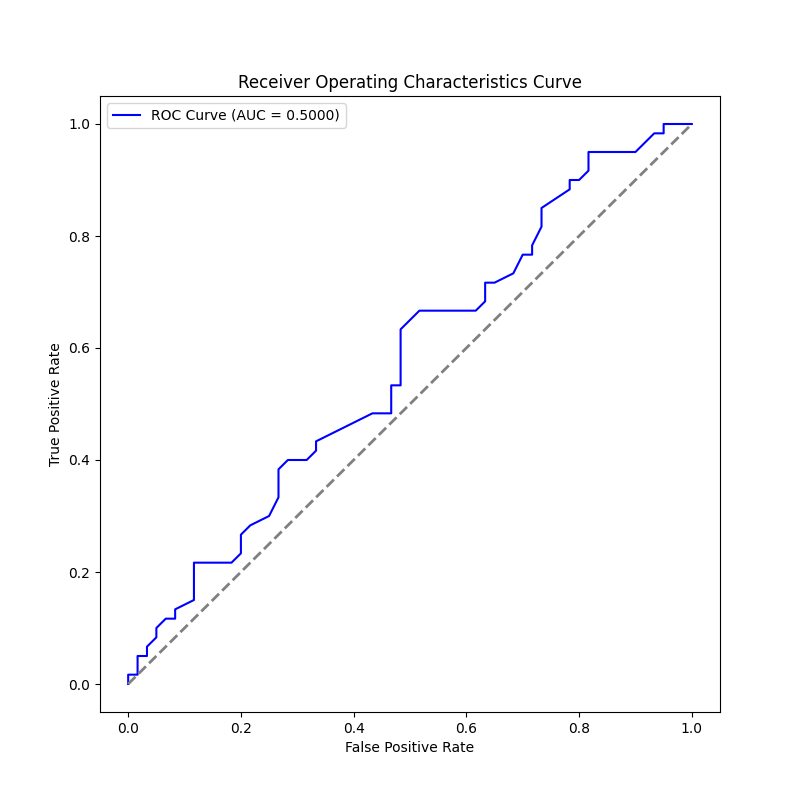 Receiver Operating Characteristics Curve
ROC Curve (AUC = 0.5000)
1.0
0.8
0.6
0.4
0.2
0.0
True Positive Rate
0.0 0.2 0.4 0.6 0.8 1.0
False Positive Rate